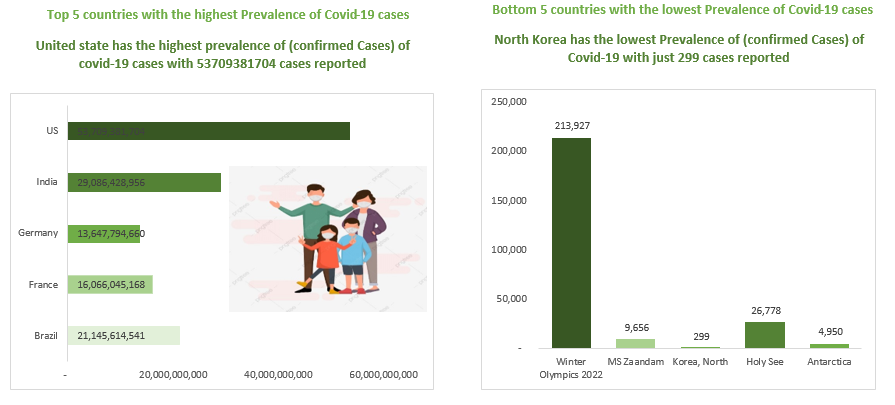 Top 5 countries with the highest Prevalence of Covid-19 cases
United state has the highest prevalence of (confirmed Cases) of
covid-19 cases with 53709381704 cases reported
US
India
29,086,428,956
Germany
13,647,794,660
France
16,066,045,168
Brazil
21,145,614,541
-
20,000,000,000
40,000,000,000
60,000,000,000
Bottom 5 countries with the lowest Prevalence of Covid-19 cases
North Korea has the lowest Prevalence of (confirmed Cases) of
Covid-19 with just 299 cases reported
250,000
200,000
150,000
100,000
50,000
-
213,927
9,656
299
26,778
4,950
Winter
Olympics 2022
MS Zaandam
Korea, North
Holy See
Antarctica